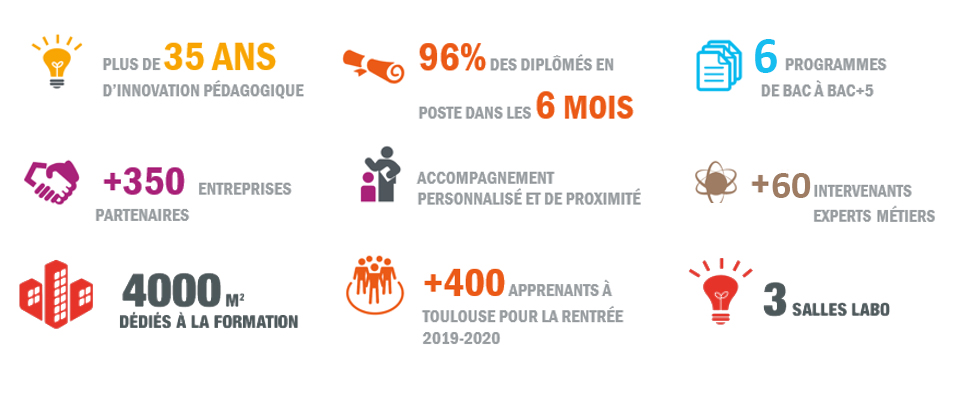 PLUS DE 35 ANS
D'INNOVATION PÉDAGOGIQUE
96% DES DIPLÔMÉS EN
POSTE DANS LES 6 MOIS
6 PROGRAMMES
DE BAC À BAC+5
+350 ENTREPRISES
PARTENAIRES
ACCOMPAGNEMENT
PERSONNALISÉ ET DE PROXIMITÉ
+60 INTERVENANTS
EXPERTS MÉTIERS
4000 M²
DÉDIÉS À LA FORMATION
+400 APPRENANTS À
TOULOUSE POUR LA RENTRÉE
2019-2020
3 SALLES LABO